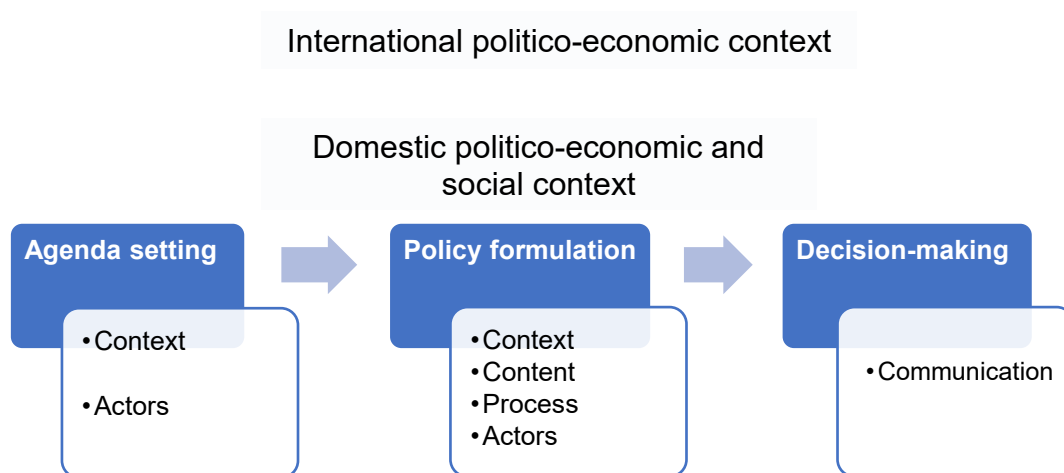 International politico-economic context
Domestic politico-economic and
social context
Agenda setting
•Context
•Actors
Policy formulation
•Context
•Content
•Process
•Actors
Decision-making
•Communication